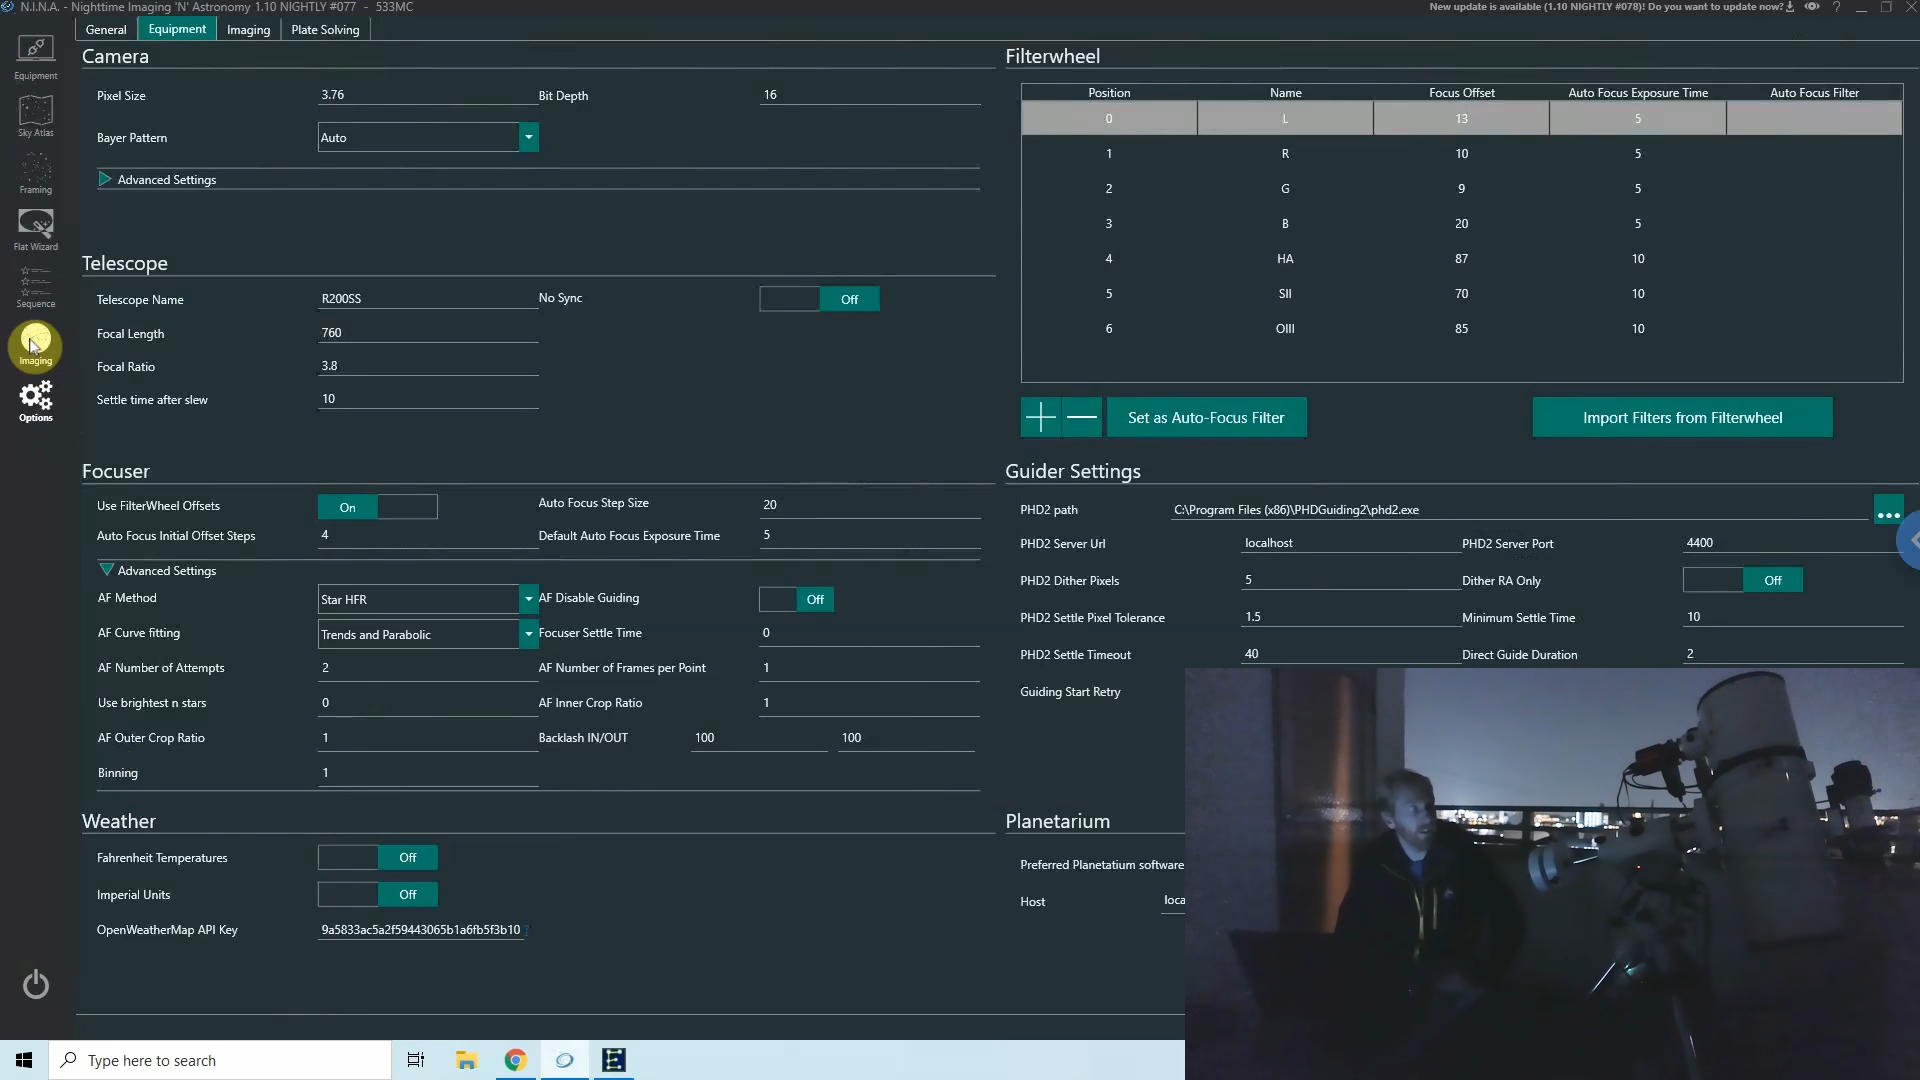 N.I.N.A. - Nighttime Imaging 'N' Astronomy 1.10 NIGHTLY #077 - 533MC
New update is available (1.10 NIGHTLY #078)! Do you want to update now?
?
General Equipment Imaging Plate Solving
Equipment
Sky Atlas
Framing
Flat Wizard
Sequence
Imaging
Options
Camera
Pixel Size 3.76 Bit Depth 16
Bayer Pattern Auto
Advanced Settings
Telescope
Telescope Name R200SS No Sync Off
Focal Length 760
Focal Ratio 3.8
Settle time after slew 10
Focuser
Use FilterWheel Offsets On Auto Focus Step Size 20
Auto Focus Initial Offset Steps 4 Default Auto Focus Exposure Time 5
Advanced Settings
AF Method Star HFR AF Disable Guiding Off
AF Curve fitting Trends and Parabolic Focuser Settle Time 0
AF Number of Attempts 2 AF Number of Frames per Point 1
Use brightest n stars 0 AF Inner Crop Ratio 1
AF Outer Crop Ratio 1 Backlash IN/OUT 100 100
Binning 1
Weather
Fahrenheit Temperatures Off
Imperial Units Off
OpenWeatherMap API Key 9a5833ac5a2f59443065b1a6fb5f3b10
Filterwheel
Position Name Focus Offset Auto Focus Exposure Time Auto Focus Filter
0 L 13 5
1 R 10 5
2 G 9 5
3 B 20 5
4 HA 87 10
5 SII 70 10
6 OIII 85 10
Set as Auto-Focus Filter Import Filters from Filterwheel
Guider Settings
PHD2 path C:\Program Files (x86)\PHDGuiding2\phd2.exe ...
PHD2 Server Url localhost PHD2 Server Port 4400
PHD2 Dither Pixels 5 Dither RA Only Off
PHD2 Settle Pixel Tolerance 1.5 Minimum Settle Time 10
PHD2 Settle Timeout 40 Direct Guide Duration 2
Guiding Start Retry
Planetarium
Preferred Planetatium software
Host loca
Type here to search